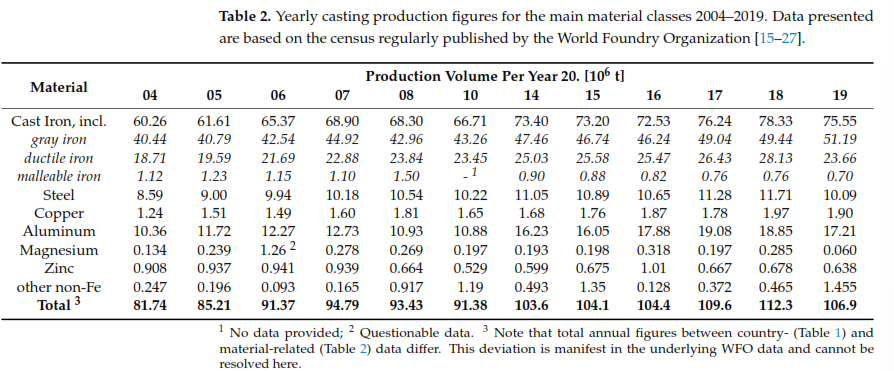 Table 2. Yearly casting production figures for the main material classes 2004–2019. Data presented
are based on the census regularly published by the World Foundry Organization [15–27].
Material Production Volume Per Year 20. [10⁶ t]
04 05 06 07 08 10 14 15 16 17 18 19
Cast Iron, incl. 60.26 61.61 65.37 68.90 68.30 66.71 73.40 73.20 72.53 76.24 78.33 75.55
gray iron 40.44 40.79 42.54 44.92 42.96 43.26 47.46 46.74 46.24 49.04 49.44 51.19
ductile iron 18.71 19.59 21.69 22.88 23.84 23.45 25.03 25.58 25.47 26.43 28.13 23.66
malleable iron 1.12 1.23 1.15 1.10 1.50 - ¹ 0.90 0.88 0.82 0.76 0.76 0.70
Steel 8.59 9.00 9.94 10.18 10.54 10.22 11.05 10.89 10.65 11.28 11.71 10.09
Copper 1.24 1.51 1.49 1.60 1.81 1.65 1.68 1.76 1.87 1.78 1.97 1.90
Aluminum 10.36 11.72 12.27 12.73 10.93 10.88 16.23 16.05 17.88 19.08 18.85 17.21
Magnesium 0.134 0.239 1.26 ² 0.278 0.269 0.197 0.193 0.198 0.318 0.197 0.285 0.060
Zinc 0.908 0.937 0.941 0.939 0.664 0.529 0.599 0.675 1.01 0.667 0.678 0.638
other non-Fe 0.247 0.196 0.093 0.165 0.917 1.19 0.493 1.35 0.128 0.372 0.465 1.455
Total ³ 81.74 85.21 91.37 94.79 93.43 91.38 103.6 104.1 104.4 109.6 112.3 106.9
¹ No data provided; ² Questionable data. ³ Note that total annual figures between country- (Table 1) and
material-related (Table 2) data differ. This deviation is manifest in the underlying WFO data and cannot be
resolved here.